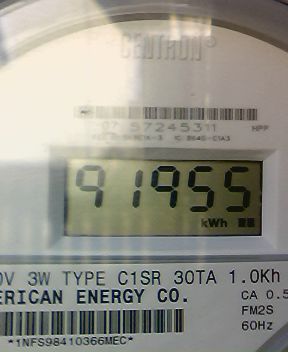 CENTRON®
57245311 HPP
91955
kWh
0V 3W TYPE C1SR 30TA 1.0Kh
ERICAN ENERGY CO. CA 0.5
FM2S
60Hz
*1NFS98410366MEC*